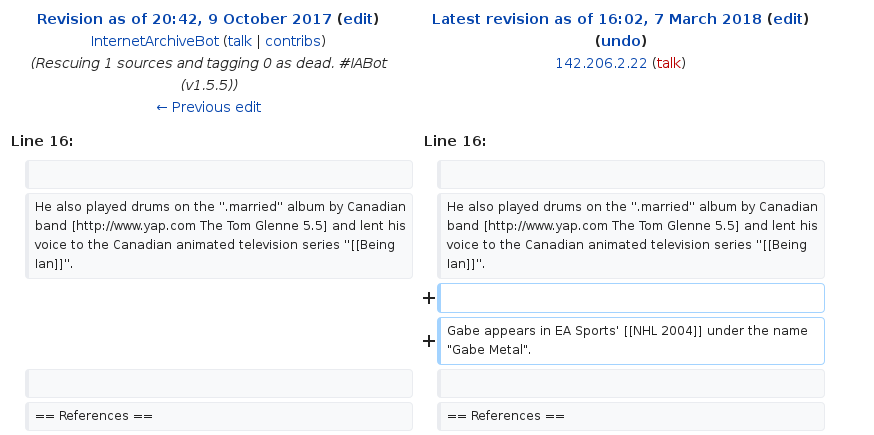 Revision as of 20:42, 9 October 2017 (edit)
InternetArchiveBot (talk | contribs)
(Rescuing 1 sources and tagging 0 as dead. #IABot
(v1.5.5))
← Previous edit
Latest revision as of 16:02, 7 March 2018 (edit)
(undo)
142.206.2.22 (talk)
Line 16:
Line 16:
He also played drums on the ''.married'' album by Canadian
band [http://www.yap.com The Tom Glenne 5.5] and lent his
voice to the Canadian animated television series ''[[Being
Ian]]''.
He also played drums on the ''.married'' album by Canadian
band [http://www.yap.com The Tom Glenne 5.5] and lent his
voice to the Canadian animated television series ''[[Being
Ian]]''.
+
+
Gabe appears in EA Sports' [[NHL 2004]] under the name
"Gabe Metal".
== References ==
== References ==